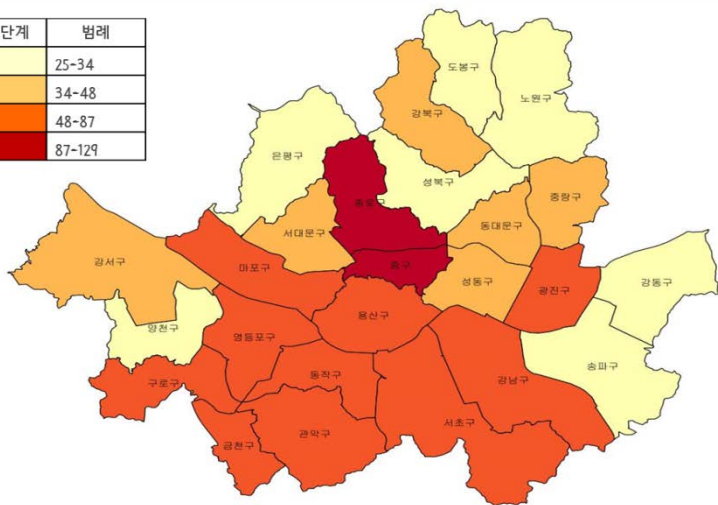 단계 범례
25-34
34-48
48-87
87-129
도봉구
노원구
강북구
은평구
성북구
종로구
중랑구
서대문구
동대문구
강서구
마포구
중구
성동구
광진구
강동구
양천구
용산구
영등포구
송파구
구로구
동작구
강남구
서초구
금천구
관악구